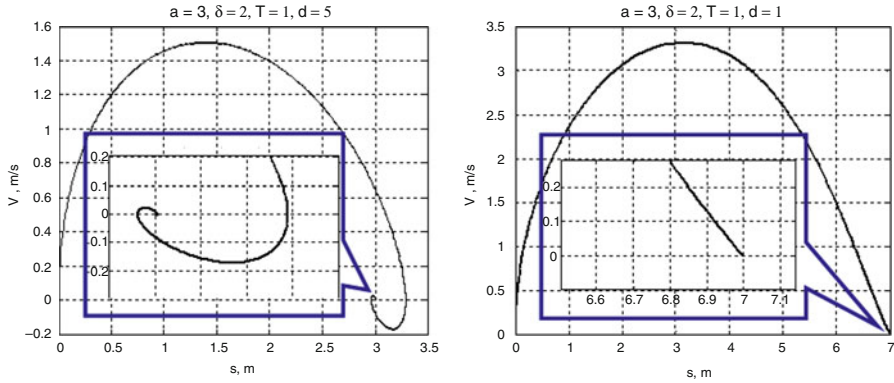 a = 3, δ = 2, T = 1, d = 5
V , m/s
1.6
1.4
1.2
1
0.8
0.6
0.4
0.2
0
−0.2
0.2
0.1
0
0.1
0.2
0 0.5 1 1.5 2 2.5 3 3.5
s, m
a = 3, δ = 2, T = 1, d = 1
V , m/s
3.5
3
2.5
2
1.5
1
0.5
0
0.2
0.1
0
6.6 6.7 6.8 6.9 7 7.1
0 1 2 3 4 5 6 7
s, m